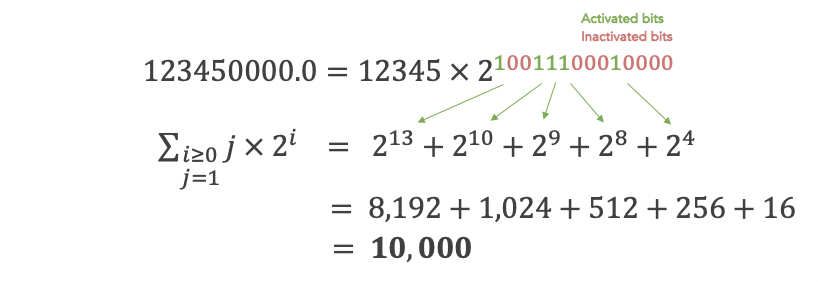 Activated bits
Inactivated bits
123450000.0 = 12345 × 2^10011100010000
∑ i≥0 j=1 j × 2^i = 2^13 + 2^10 + 2^9 + 2^8 + 2^4
= 8,192 + 1,024 + 512 + 256 + 16
= 10,000